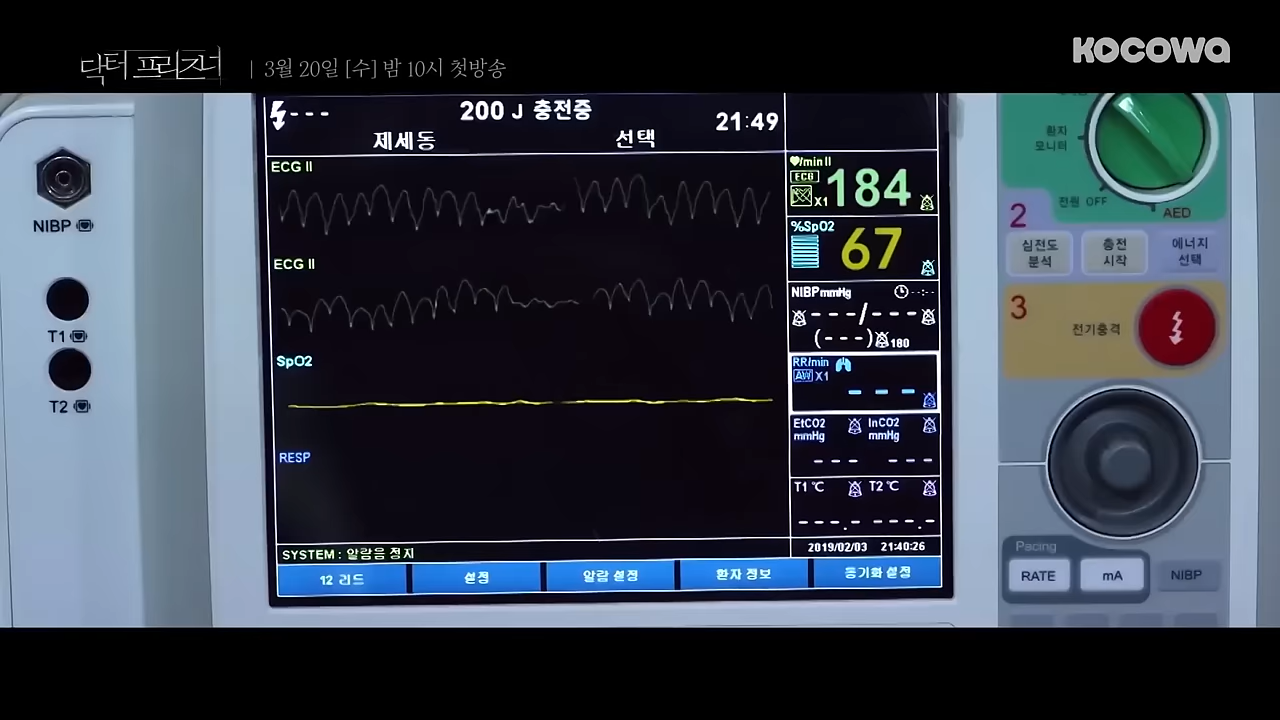 닥터 프리즈너
3월 20일 [수] 밤 10시 첫방송
KOCOWA
--- 200 J 충전중
제세동 선택 21:49
ECG II
ECG II
SpO2
RESP
SYSTEM : 알람음 정지
12 리드 설정 알람 설정 환자 정보 동기화 설정
/min II
ECG
X1
184
%SpO2
67
NIBP mmHg --:--
---/---
(---) 180
RR/min
AW X1
---
EtCO2 InCO2
mmHg mmHg
--- ---
T1 ℃ T2 ℃
---.- ---.-
2019/02/03 21:40:26
NIBP
T1
T2
환자
모니터
전원 OFF
AED
2
심전도
분석
충전
시작
에너지
선택
3
전기충격
Pacing
RATE mA NIBP